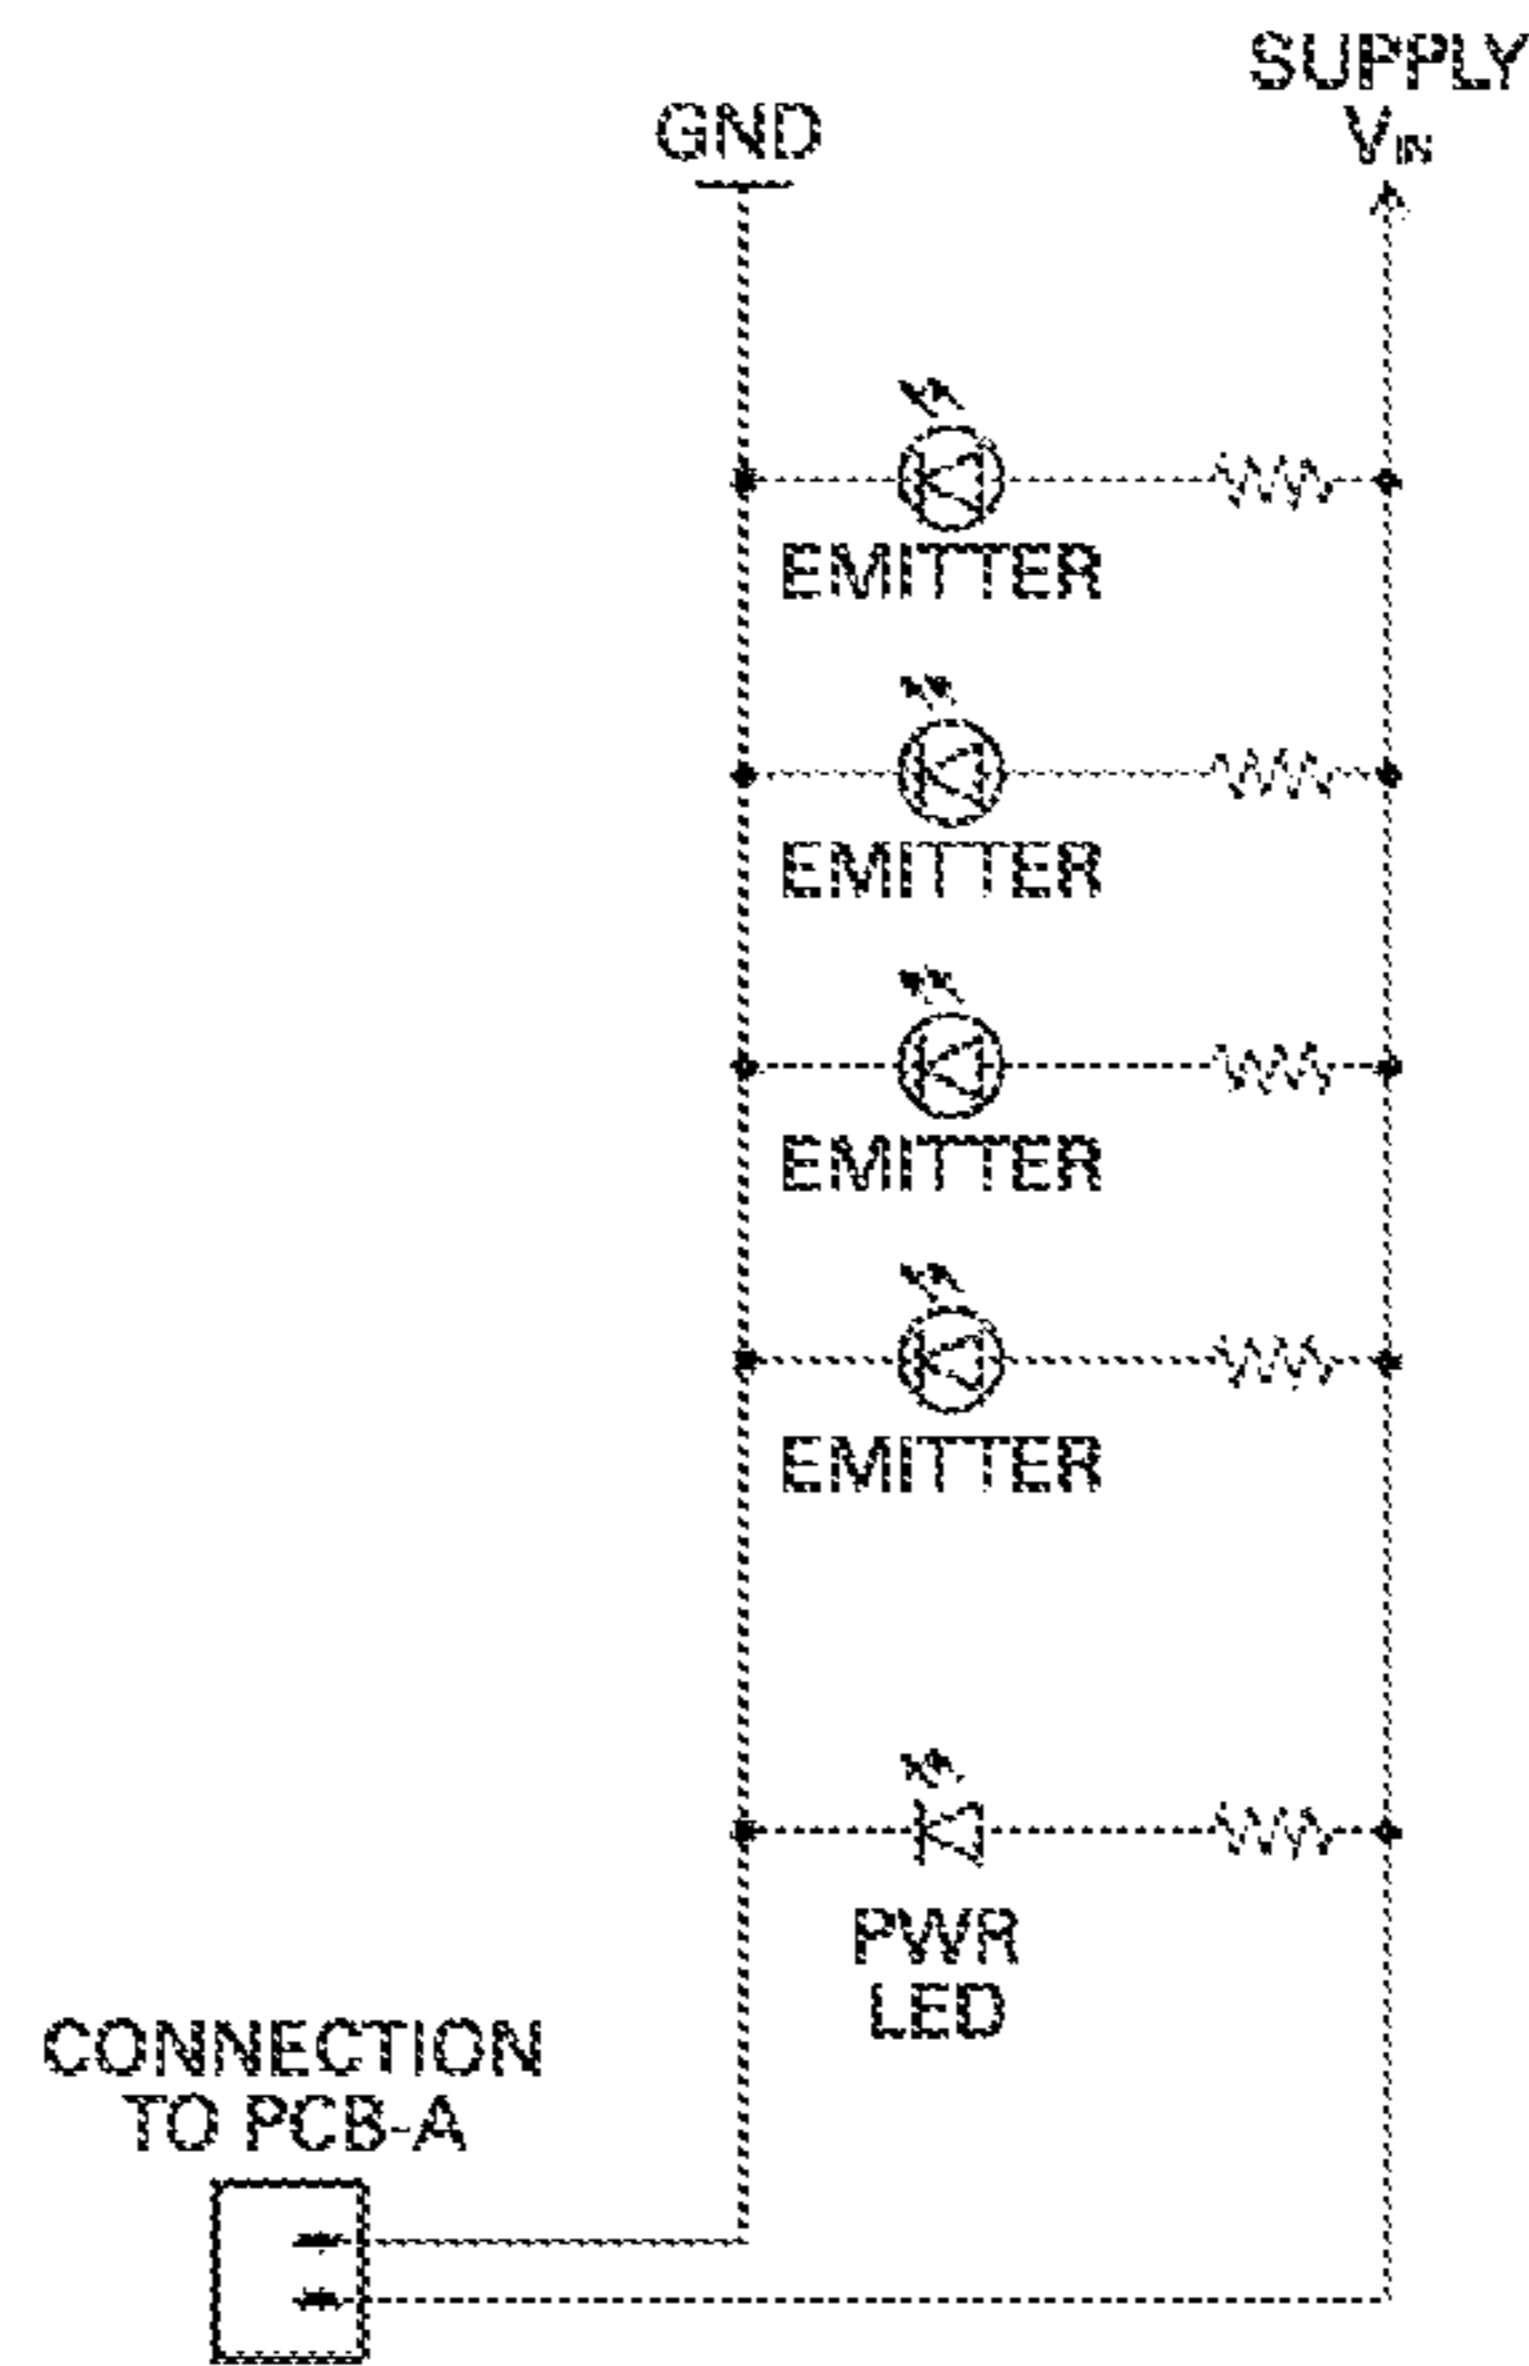 SUPPLY
VIN
GND
EMITTER
EMITTER
EMITTER
EMITTER
PWR
LED
CONNECTION
TO PCB-A